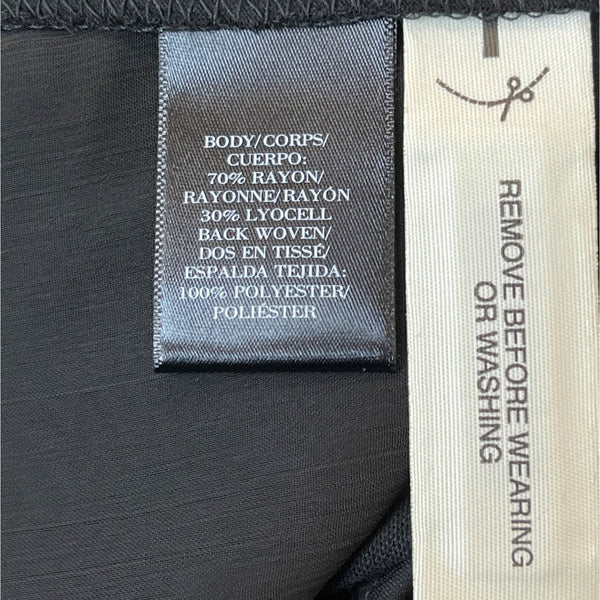 BODY/CORPS/
CUERPO:
70% RAYON/
RAYONNE/RAYÓN
30% LYOCELL
BACK WOVEN/
DOS EN TISSÉ/
ESPALDA TEJIDA:
100% POLYESTER/
POLIÉSTER
REMOVE BEFORE WEARING
OR WASHING